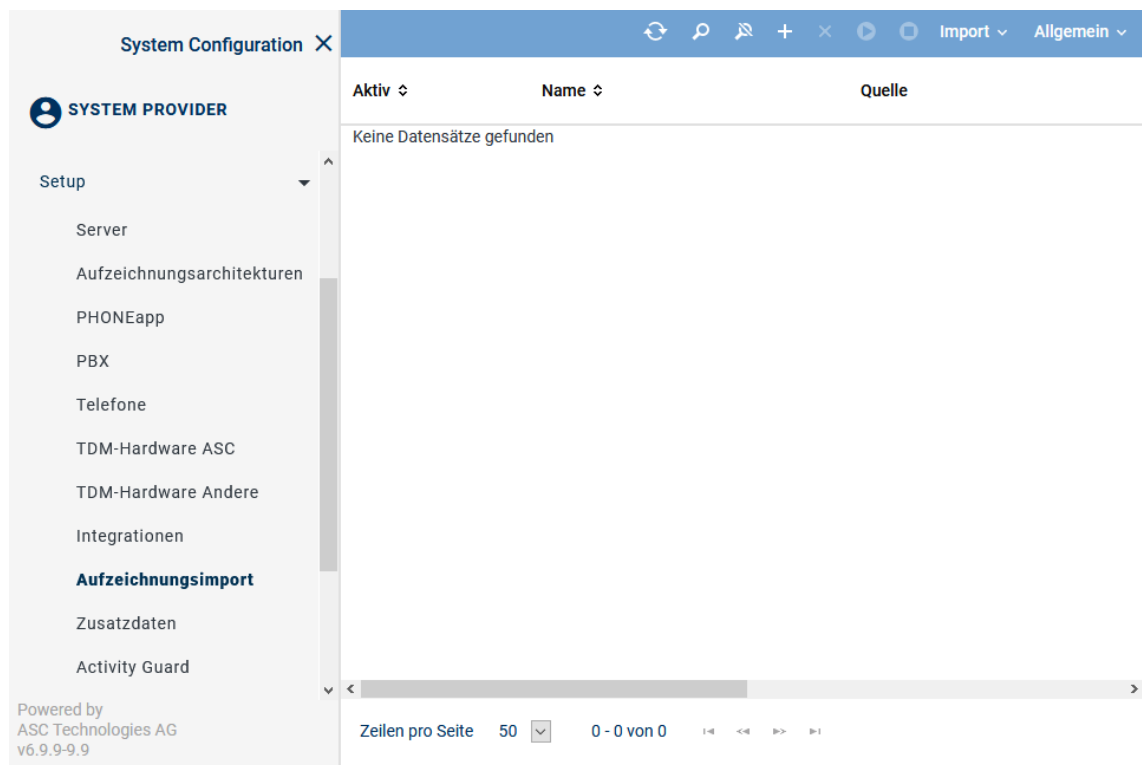 System Configuration
Import
Allgemein
SYSTEM PROVIDER
Aktiv
Name
Quelle
Keine Datensätze gefunden
Setup
Server
Aufzeichnungsarchitekturen
PHONEapp
PBX
Telefone
TDM-Hardware ASC
TDM-Hardware Andere
Integrationen
Aufzeichnungsimport
Zusatzdaten
Activity Guard
Powered by
ASC Technologies AG
v6.9.9-9.9
Zeilen pro Seite 50 0 - 0 von 0